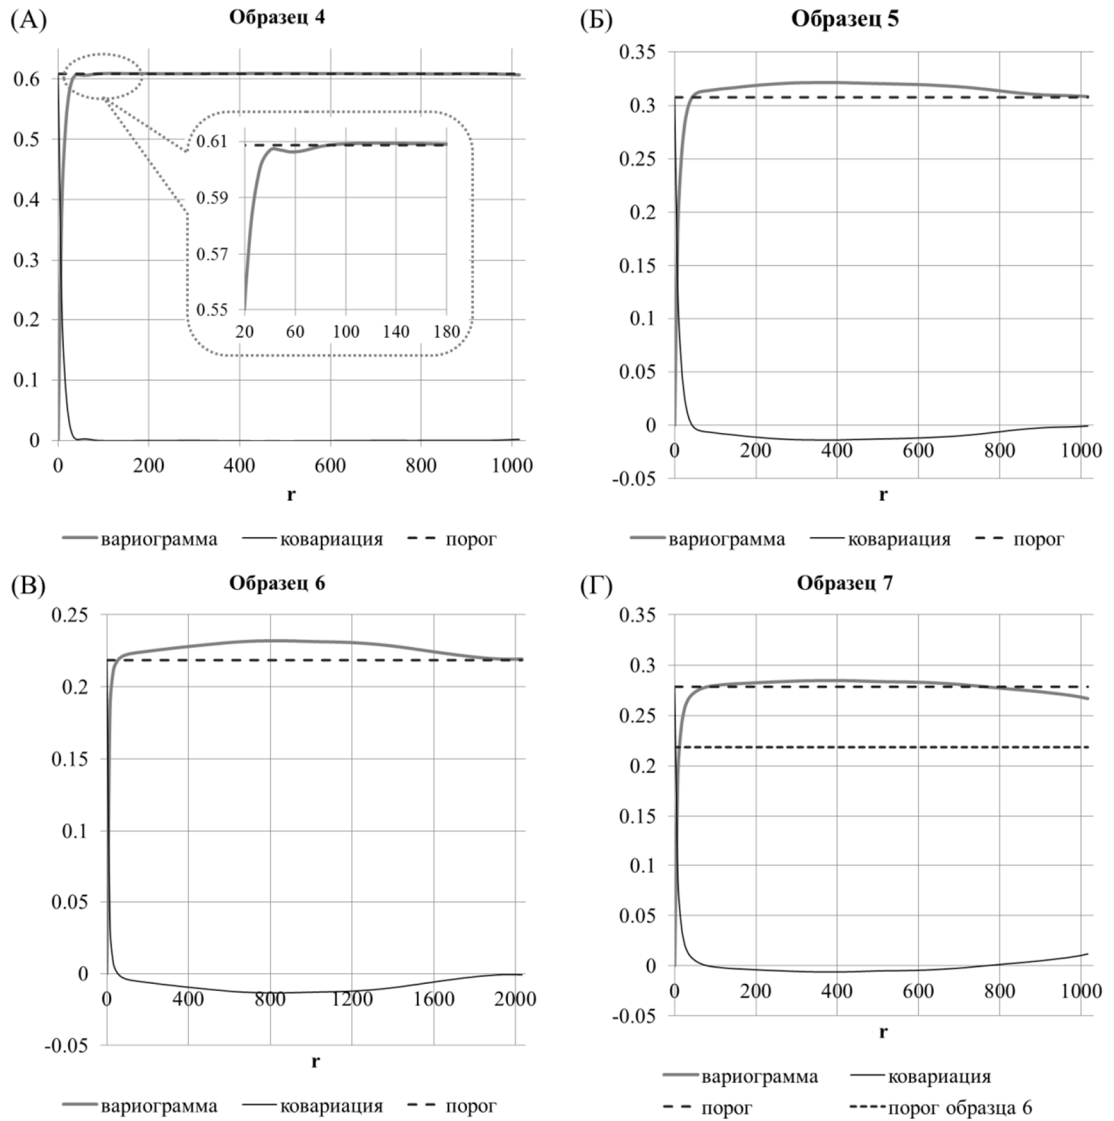 (А)
Образец 4
0.6
0.5
0.4
0.3
0.2
0.1
0
0.61
0.59
0.57
0.55
20 60 100 140 180
0 200 400 600 800 1000
r
вариограмма ковариация порог
(Б)
Образец 5
0.35
0.3
0.25
0.2
0.15
0.1
0.05
0
-0.05
0 200 400 600 800 1000
r
вариограмма ковариация порог
(В)
Образец 6
0.25
0.2
0.15
0.1
0.05
0
-0.05
0 400 800 1200 1600 2000
r
вариограмма ковариация порог
(Г)
Образец 7
0.35
0.3
0.25
0.2
0.15
0.1
0.05
0
-0.05
0 200 400 600 800 1000
r
вариограмма ковариация
порог порог образца 6